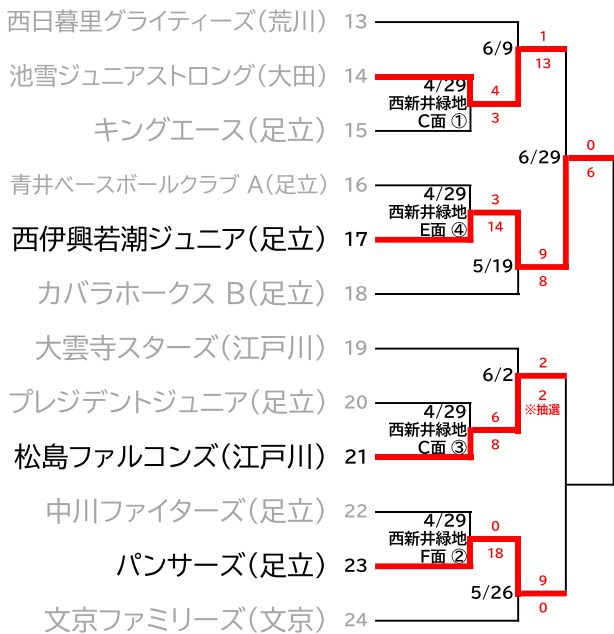 西日暮里グライティーズ(荒川) 13
6/9
1
13
池雪ジュニアストロング(大田) 14
4/29
西新井緑地
C面 ①
4
3
キングエース(足立) 15
6/29
0
6
青井ベースボールクラブ A(足立) 16
4/29
西新井緑地
E面 ④
3
14
西伊興若潮ジュニア(足立) 17
5/19
9
8
カバラホークス B(足立) 18
大雲寺スターズ(江戸川) 19
6/2
2
2
※抽選
プレジデントジュニア(足立) 20
4/29
西新井緑地
C面 ③
6
8
松島ファルコンズ(江戸川) 21
中川ファイターズ(足立) 22
4/29
西新井緑地
F面 ②
0
18
パンサーズ(足立) 23
5/26
9
0
文京ファミリーズ(文京) 24